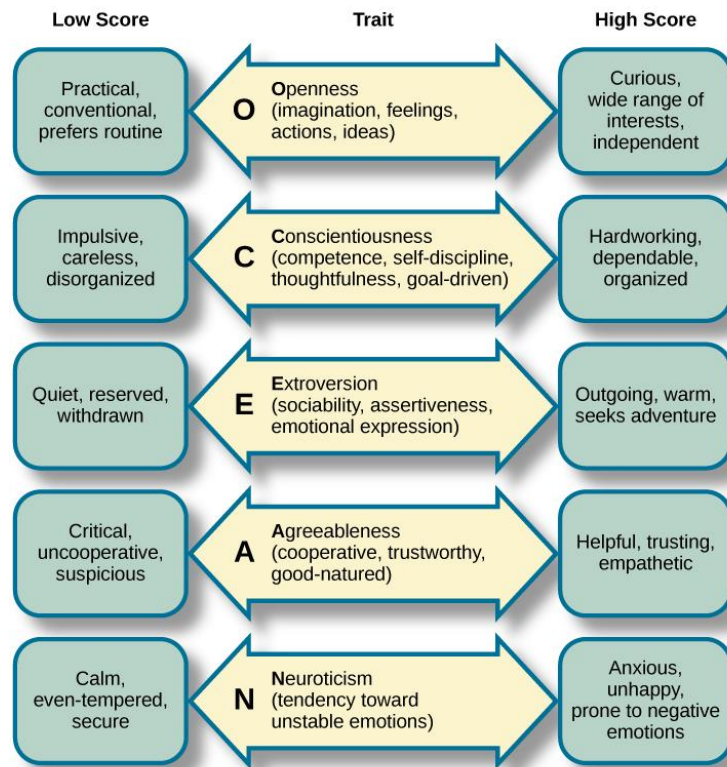 Low Score
Trait
High Score
Practical,
conventional,
prefers routine
O
Openness
(imagination, feelings,
actions, ideas)
Curious,
wide range of
interests,
independent
Impulsive,
careless,
disorganized
C
Conscientiousness
(competence, self-discipline,
thoughtfulness, goal-driven)
Hardworking,
dependable,
organized
Quiet, reserved,
withdrawn
E
Extroversion
(sociability, assertiveness,
emotional expression)
Outgoing, warm,
seeks adventure
Critical,
uncooperative,
suspicious
A
Agreeableness
(cooperative, trustworthy,
good-natured)
Helpful, trusting,
empathetic
Calm,
even-tempered,
secure
N
Neuroticism
(tendency toward
unstable emotions)
Anxious,
unhappy,
prone to negative
emotions